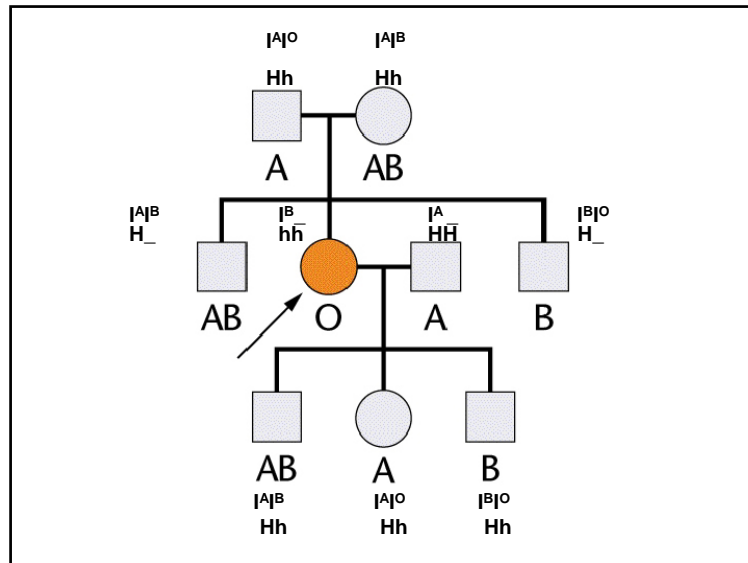 IᴬIᴼ IᴬIᴮ
Hh Hh
A AB
IᴬIᴮ Iᴮ_ Iᴬ_ IᴮIᴼ
H_ hh HH H_
AB O A B
AB A B
IᴬIᴮ IᴬIᴼ IᴮIᴼ
Hh Hh Hh